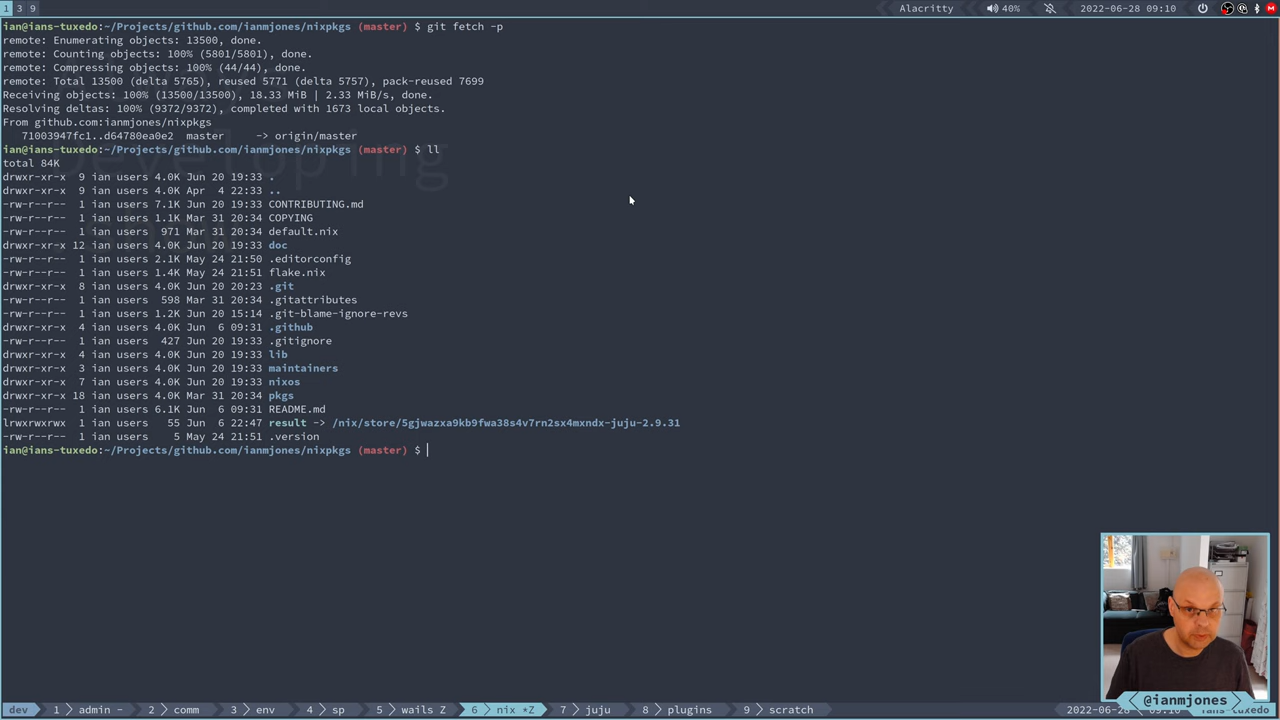 1 3 9
Alacritty
40%
2022-06-28 09:10
ian@ians-tuxedo:~/Projects/github.com/ianmjones/nixpkgs (master) $ git fetch -p
remote: Enumerating objects: 13500, done.
remote: Counting objects: 100% (5801/5801), done.
remote: Compressing objects: 100% (44/44), done.
remote: Total 13500 (delta 5765), reused 5771 (delta 5757), pack-reused 7699
Receiving objects: 100% (13500/13500), 18.33 MiB | 2.33 MiB/s, done.
Resolving deltas: 100% (9372/9372), completed with 1673 local objects.
From github.com:ianmjones/nixpkgs
   71003947fc1..d64780ea0e2  master     -> origin/master
ian@ians-tuxedo:~/Projects/github.com/ianmjones/nixpkgs (master) $ ll
total 84K
drwxr-xr-x  9 ian users 4.0K Jun 20 19:33 .
drwxr-xr-x  9 ian users 4.0K Apr  4 22:33 ..
-rw-r--r--  1 ian users 7.1K Jun 20 19:33 CONTRIBUTING.md
-rw-r--r--  1 ian users 1.1K Mar 31 20:34 COPYING
-rw-r--r--  1 ian users  971 Mar 31 20:34 default.nix
drwxr-xr-x 12 ian users 4.0K Jun 20 19:33 doc
-rw-r--r--  1 ian users 2.1K May 24 21:50 .editorconfig
-rw-r--r--  1 ian users 1.4K May 24 21:51 flake.nix
drwxr-xr-x  8 ian users 4.0K Jun 20 20:23 .git
-rw-r--r--  1 ian users  598 Mar 31 20:34 .gitattributes
-rw-r--r--  1 ian users 1.2K Jun 20 15:14 .git-blame-ignore-revs
drwxr-xr-x  4 ian users 4.0K Jun  6 09:31 .github
-rw-r--r--  1 ian users  427 Jun 20 19:33 .gitignore
drwxr-xr-x  4 ian users 4.0K Jun 20 19:33 lib
drwxr-xr-x  3 ian users 4.0K Jun 20 19:33 maintainers
drwxr-xr-x  7 ian users 4.0K Jun 20 19:33 nixos
drwxr-xr-x 18 ian users 4.0K Mar 31 20:34 pkgs
-rw-r--r--  1 ian users 6.1K Jun  6 09:31 README.md
lrwxrwxrwx  1 ian users   55 Jun  6 22:47 result -> /nix/store/5gjwazxa9kb9fwa38s4v7rn2sx4mxndx-juju-2.9.31
-rw-r--r--  1 ian users    5 May 24 21:51 .version
ian@ians-tuxedo:~/Projects/github.com/ianmjones/nixpkgs (master) $
@ianmjones
dev 1 admin - 2 comm 3 env 4 sp 5 wails Z 6 nix *Z 7 juju 8 plugins 9 scratch 2022-06-28